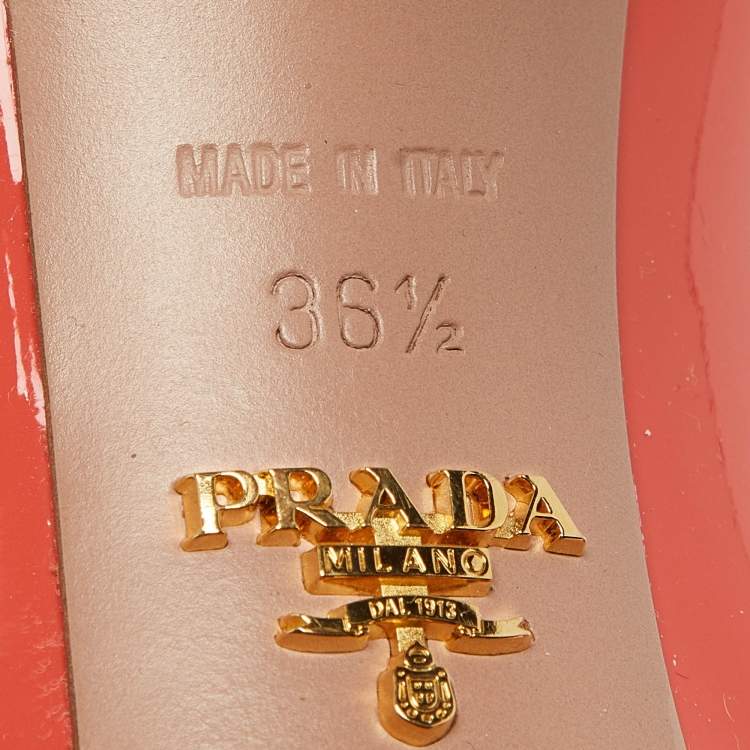 MADE IN ITALY
36½
PRADA
MILANO
DAL 1913